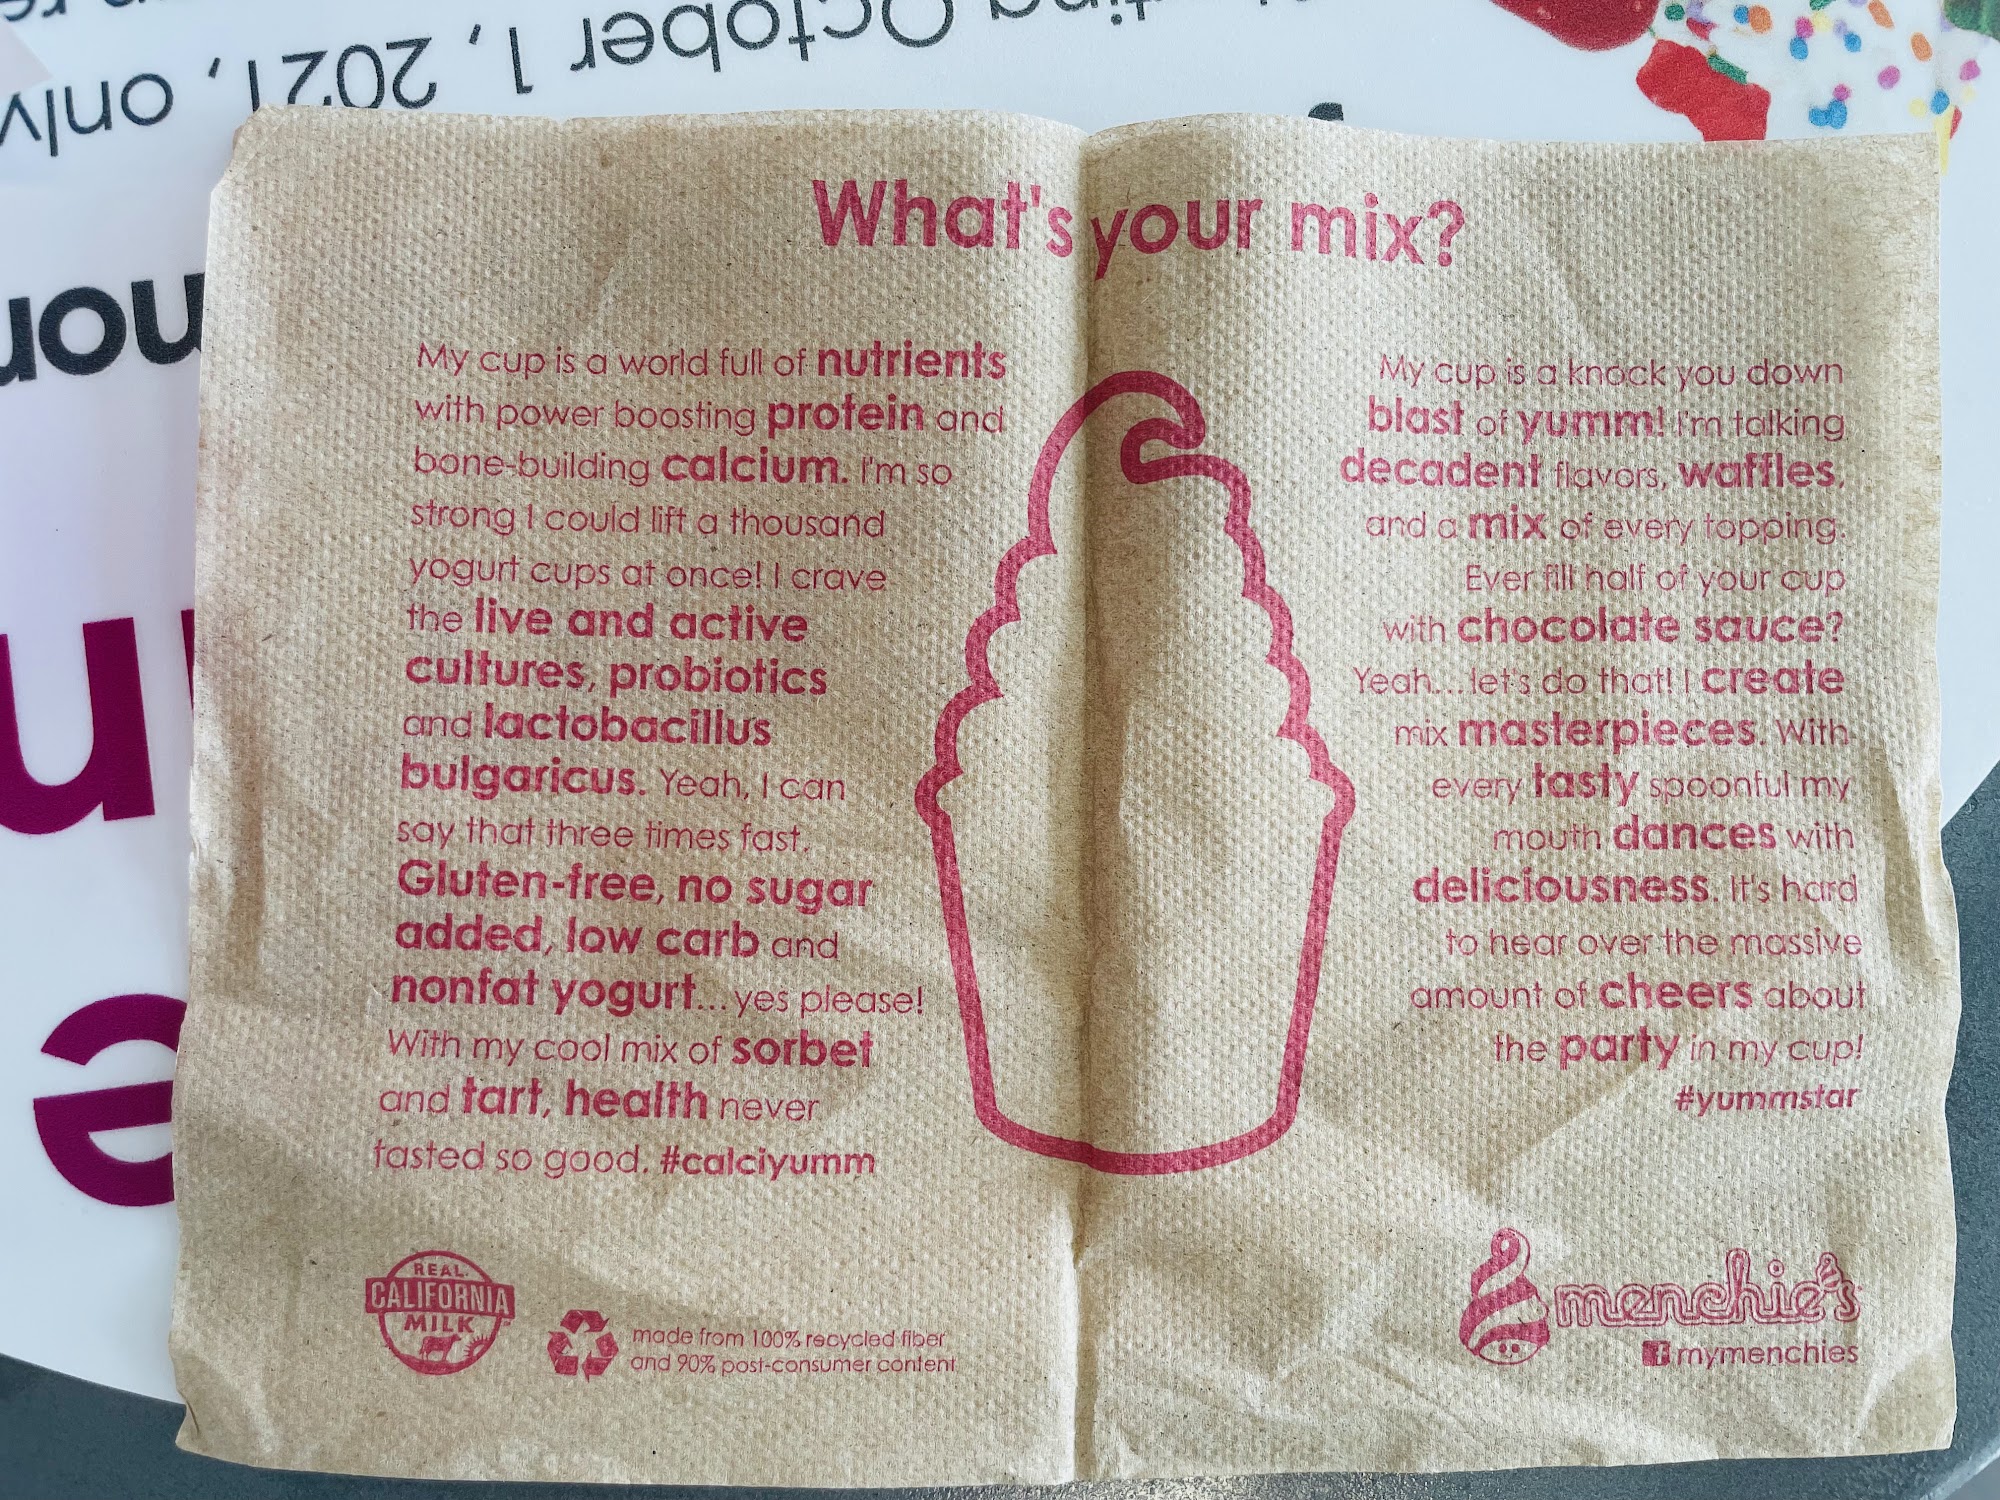 What's your mix?
My cup is a world full of nutrients
with power boosting protein and
bone-building calcium. I'm so
strong I could lift a thousand
yogurt cups at once! I crave
the live and active
cultures, probiotics
and lactobacillus
bulgaricus. Yeah, I can
say that three times fast.
Gluten-free, no sugar
added, low carb and
nonfat yogurt... yes please!
With my cool mix of sorbet
and tart, health never
tasted so good. #calciyumm
My cup is a knock you down
blast of yumm! I'm talking
decadent flavors, waffles,
and a mix of every topping.
Ever fill half of your cup
with chocolate sauce?
Yeah... let's do that! I create
mix masterpieces. With
every tasty spoonful my
mouth dances with
deliciousness. It's hard
to hear over the massive
amount of cheers about
the party in my cup!
#yummstar
REAL
CALIFORNIA
MILK
made from 100% recycled fiber
and 90% post-consumer content
menchie's
mymenchies
October 1, 2021, only